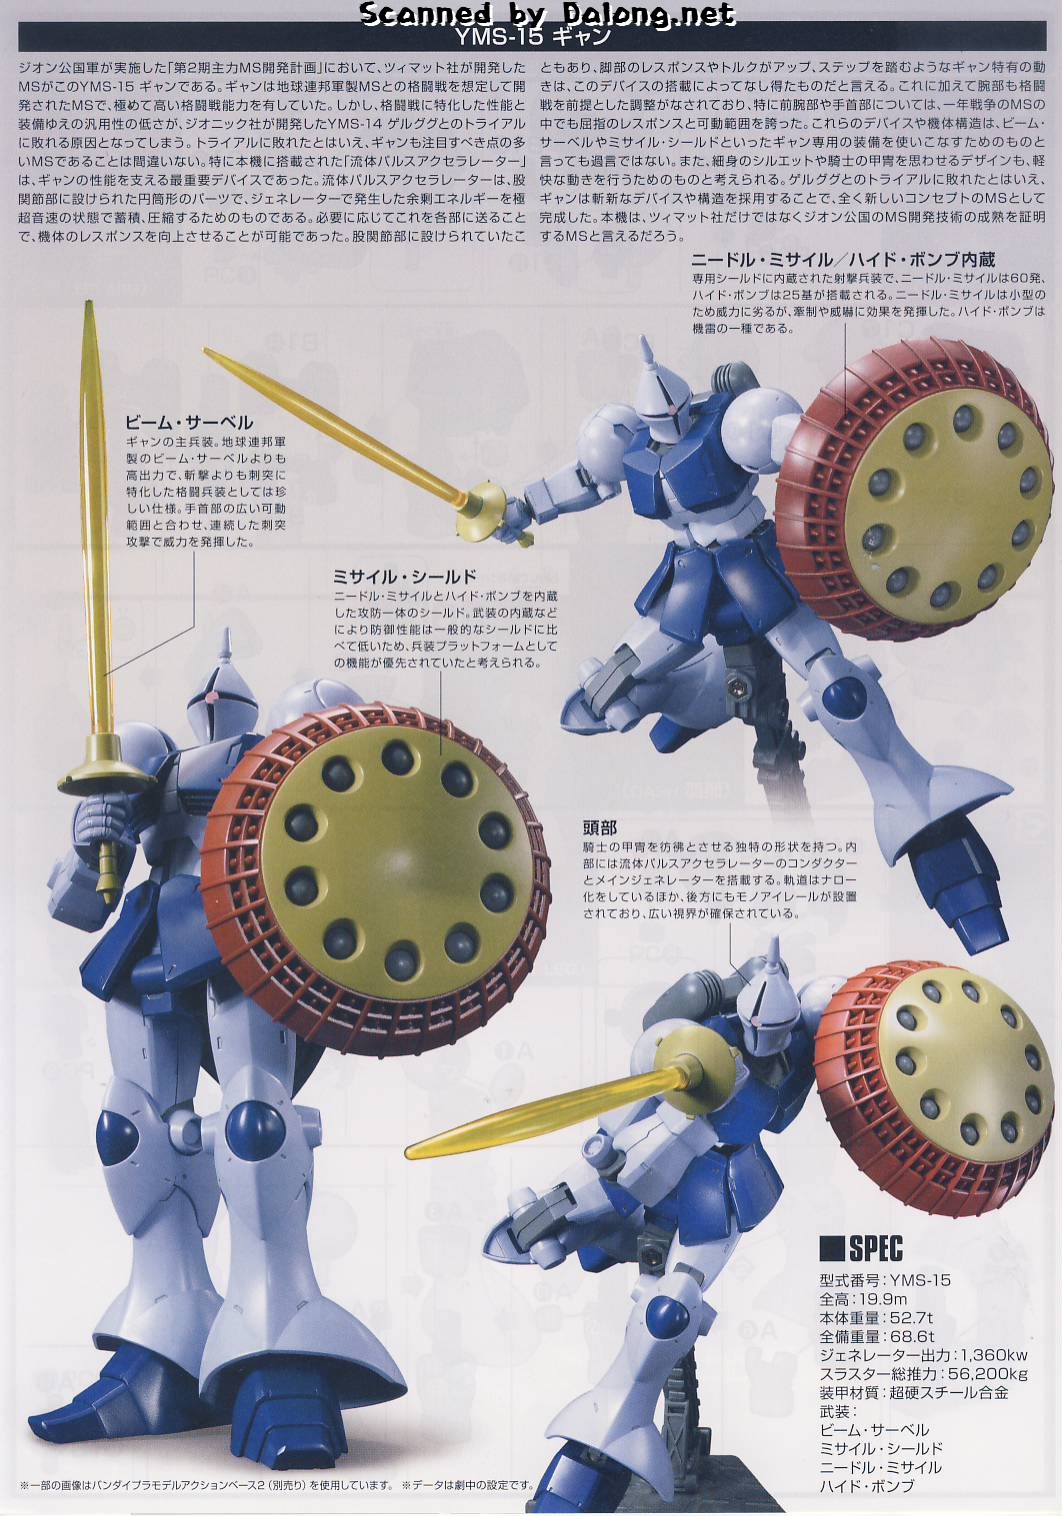 Scanned by Dalong.net
YMS-15 ギャン
ジオン公国軍が実施した「第2期主力MS開発計画」において、ツィマット社が開発した
MSがこのYMS-15 ギャンである。ギャンは地球連邦軍製MSとの格闘戦を想定して開
発されたMSで、極めて高い格闘戦能力を有していた。しかし、格闘戦に特化した性能と
装備ゆえの汎用性の低さが、ジオニック社が開発したYMS-14 ゲルググとのトライアル
に敗れる原因となってしまう。トライアルに敗れたとはいえ、ギャンも注目すべき点の多
いMSであることは間違いない。特に本機に搭載された「流体パルスアクセラレーター」
は、ギャンの性能を支える最重要デバイスであった。流体パルスアクセラレーターは、股
関節部に設けられた円筒形のパーツで、ジェネレーターで発生した余剰エネルギーを極
超音速の状態で蓄積、圧縮するためのものである。必要に応じてこれを各部に送ること
で、機体のレスポンスを向上させることが可能であった。股関節部に設けられていたこ
ともあり、脚部のレスポンスやトルクがアップ、ステップを踏むようなギャン特有の動
きは、このデバイスの搭載によってなし得たものだと言える。これに加えて腕部も格闘
戦を前提とした調整がなされており、特に前腕部や手首部については、一年戦争のMSの
中でも屈指のレスポンスと可動範囲を誇った。これらのデバイスや機体構造は、ビーム・
サーベルやミサイル・シールドといったギャン専用の装備を使いこなすためのものと
言っても過言ではない。また、細身のシルエットや騎士の甲冑を思わせるデザインも、軽
快な動きを行うためのものと考えられる。ゲルググとのトライアルに敗れたとはいえ、
ギャンは斬新なデバイスや構造を採用することで、全く新しいコンセプトのMSとして
完成した。本機は、ツィマット社だけではなくジオン公国のMS開発技術の成熟を証明
するMSと言えるだろう。
ニードル・ミサイル／ハイド・ボンブ内蔵
専用シールドに内蔵された射撃兵装で、ニードル・ミサイルは60発、
ハイド・ボンブは25基が搭載される。ニードル・ミサイルは小型の
ため威力に劣るが、牽制や威嚇に効果を発揮した。ハイド・ボンブは
機雷の一種である。
ビーム・サーベル
ギャンの主兵装。地球連邦軍
製のビーム・サーベルよりも
高出力で、斬撃よりも刺突に
特化した格闘兵装としては珍
しい仕様。手首部の広い可動
範囲と合わせ、連続した刺突
攻撃で威力を発揮した。
ミサイル・シールド
ニードル・ミサイルとハイド・ボンブを内蔵
した攻防一体のシールド。武装の内蔵など
により防御性能は一般的なシールドに比
べて低いため、兵装プラットフォームとして
の機能が優先されていたと考えられる。
頭部
騎士の甲冑を彷彿とさせる独特の形状を持つ。内
部には流体パルスアクセラレーターのコンダクター
とメインジェネレーターを搭載する。軌道はナロー
化をしているほか、後方にもモノアイレールが設置
されており、広い視界が確保されている。
SPEC
型式番号：YMS-15
全高：19.9m
本体重量：52.7t
全備重量：68.6t
ジェネレーター出力：1,360kw
スラスター総推力：56,200kg
装甲材質：超硬スチール合金
武装：
ビーム・サーベル
ミサイル・シールド
ニードル・ミサイル
ハイド・ボンブ
※一部の画像はバンダイプラモデルアクションベース2（別売り）を使用しています。 ※データは劇中の設定です。